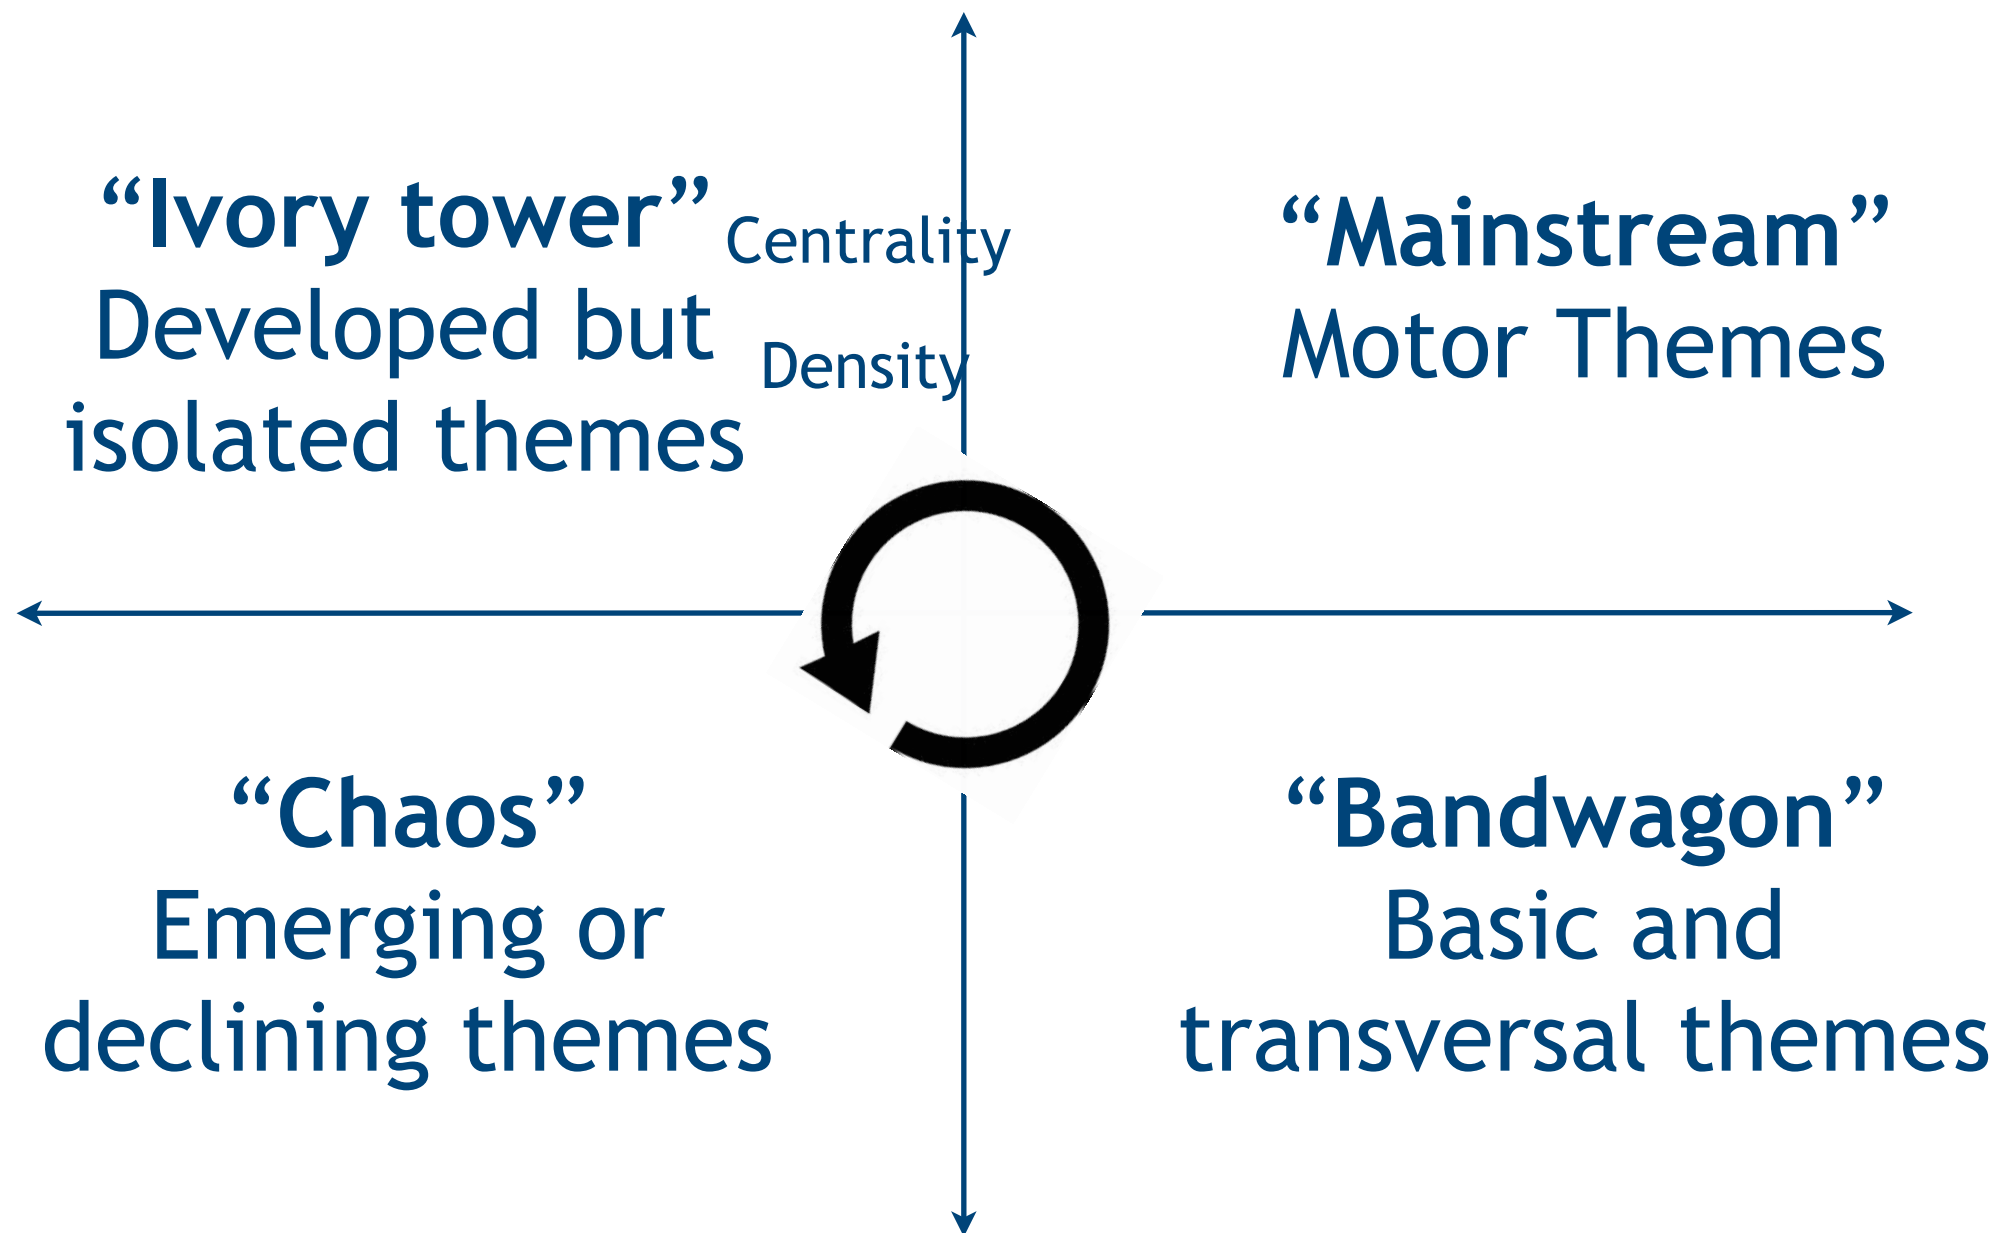 “Ivory tower”
Developed but
isolated themes
Centrality
Density
“Mainstream”
Motor Themes
“Chaos”
Emerging or
declining themes
“Bandwagon”
Basic and
transversal themes